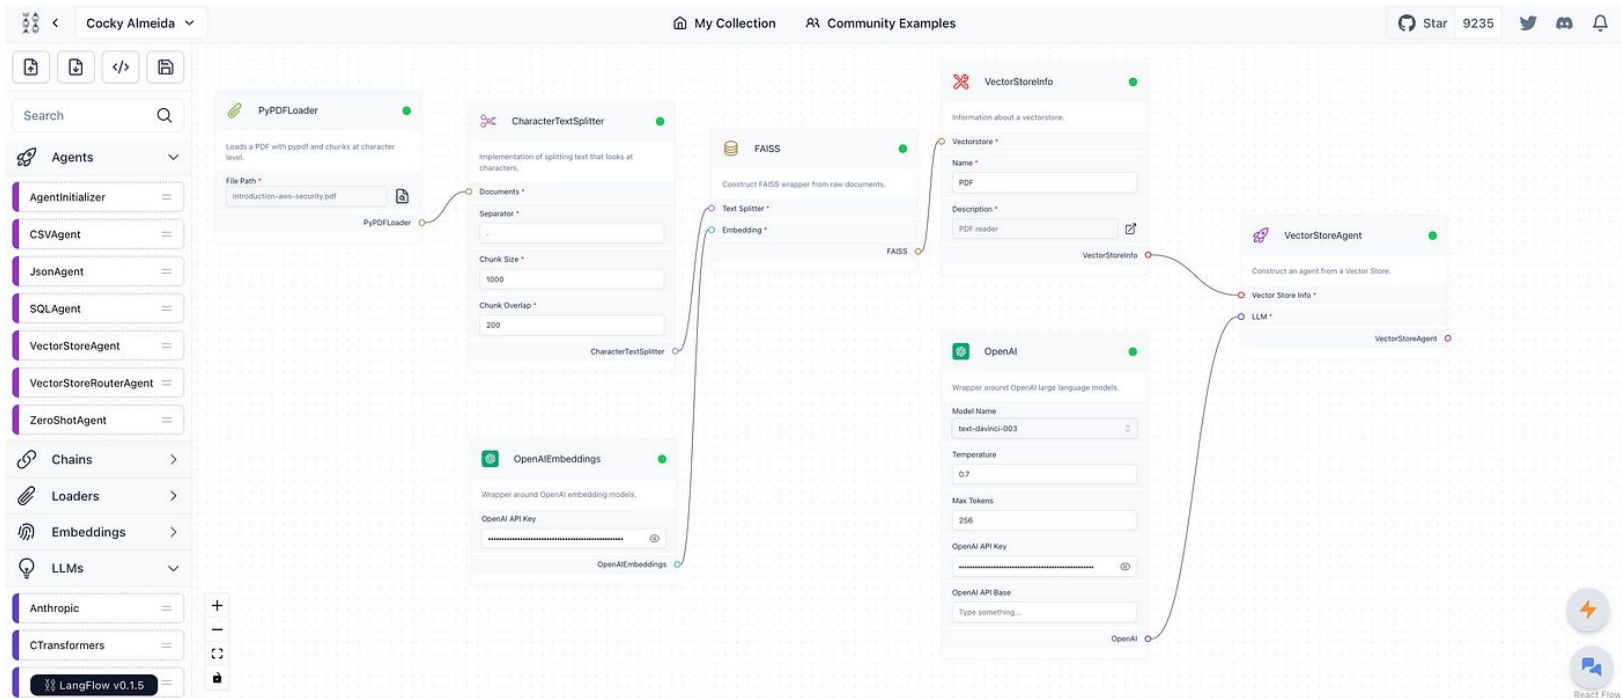 Cocky Almeida
My Collection
Community Examples
Star 9235
Search
Agents
AgentInitializer
CSVAgent
JsonAgent
SQLAgent
VectorStoreAgent
VectorStoreRouterAgent
ZeroShotAgent
Chains
Loaders
Embeddings
LLMs
Anthropic
CTransformers
LangFlow v0.1.5
PyPDFLoader
Loads a PDF with pypdf and chunks at character
level.
File Path *
introduction-aws-security.pdf
PyPDFLoader
CharacterTextSplitter
Implementation of splitting text that looks at
characters.
Documents *
Separator *
.
Chunk Size *
1000
Chunk Overlap *
200
CharacterTextSplitter
OpenAIEmbeddings
Wrapper around OpenAI embedding models.
OpenAI API Key
OpenAIEmbeddings
FAISS
Construct FAISS wrapper from raw documents.
Text Splitter *
Embedding *
FAISS
VectorStoreInfo
Information about a vectorstore.
Vectorstore *
Name *
PDF
Description *
PDF reader
VectorStoreInfo
OpenAI
Wrapper around OpenAI large language models.
Model Name
text-davinci-003
Temperature
0.7
Max Tokens
256
OpenAI API Key
OpenAI API Base
Type something...
OpenAI
VectorStoreAgent
Construct an agent from a Vector Store.
Vector Store Info *
LLM *
VectorStoreAgent
React Flow